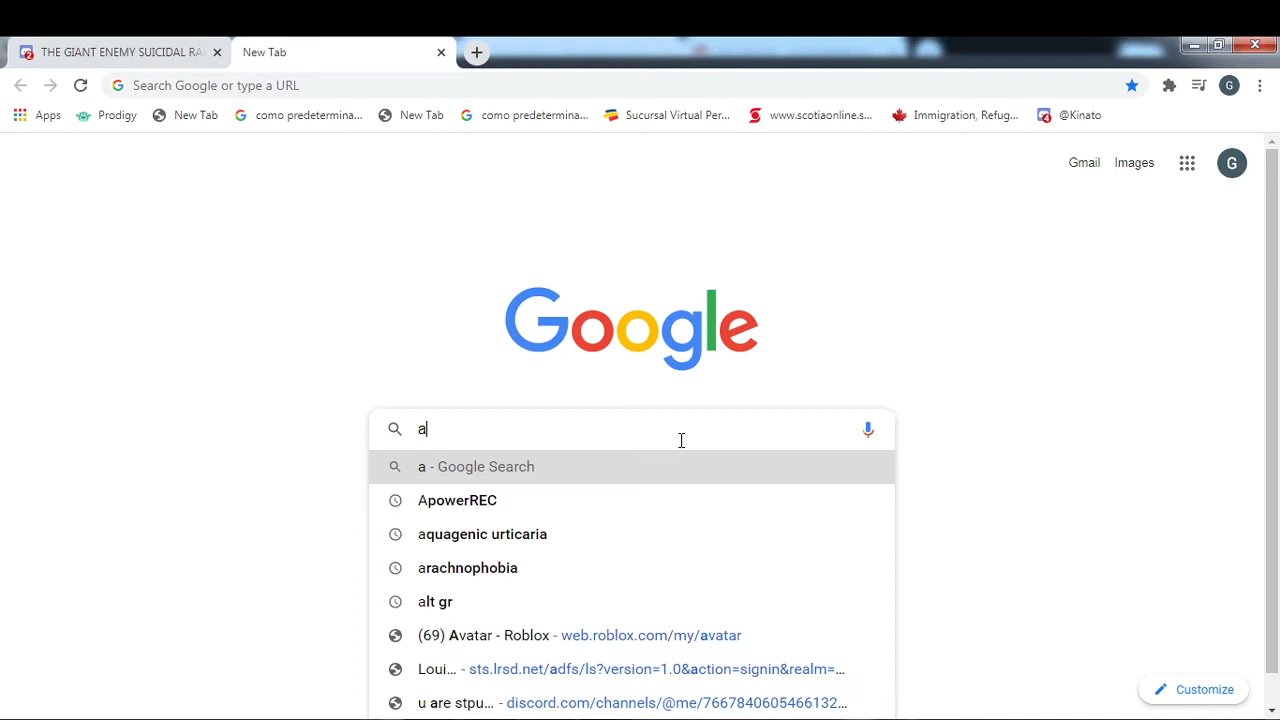 THE GIANT ENEMY SUICIDAL RA
New Tab
Search Google or type a URL
G
Apps
Prodigy
New Tab
como predetermina...
New Tab
como predetermina...
Sucursal Virtual Per...
www.scotiaonline.s...
Immigration, Refug...
@Kinato
Gmail
Images
G
Google
a
a - Google Search
ApowerREC
aquagenic urticaria
arachnophobia
alt gr
(69) Avatar - Roblox - web.roblox.com/my/avatar
Loui... - sts.lrsd.net/adfs/ls?version=1.0&action=signin&realm=...
u are stpu... - discord.com/channels/@me/7667840605466132...
Customize